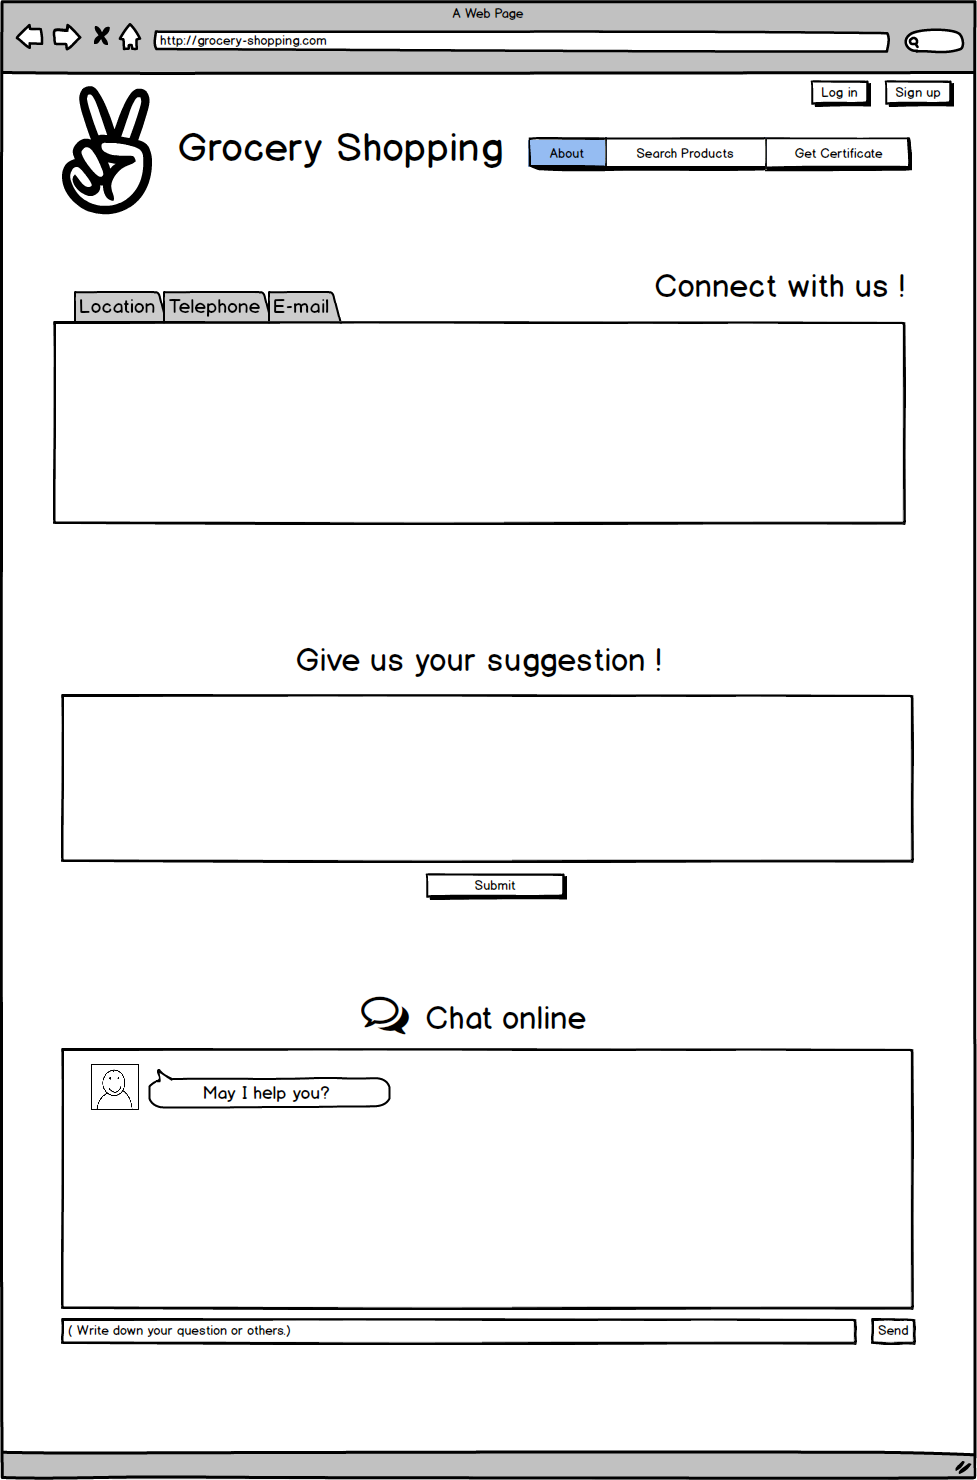 A Web Page
http://grocery-shopping.com
Log in
Sign up
Grocery Shopping
About
Search Products
Get Certificate
Connect with us !
Location
Telephone
E-mail
Give us your suggestion !
Submit
Chat online
May I help you?
( Write down your question or others.)
Send